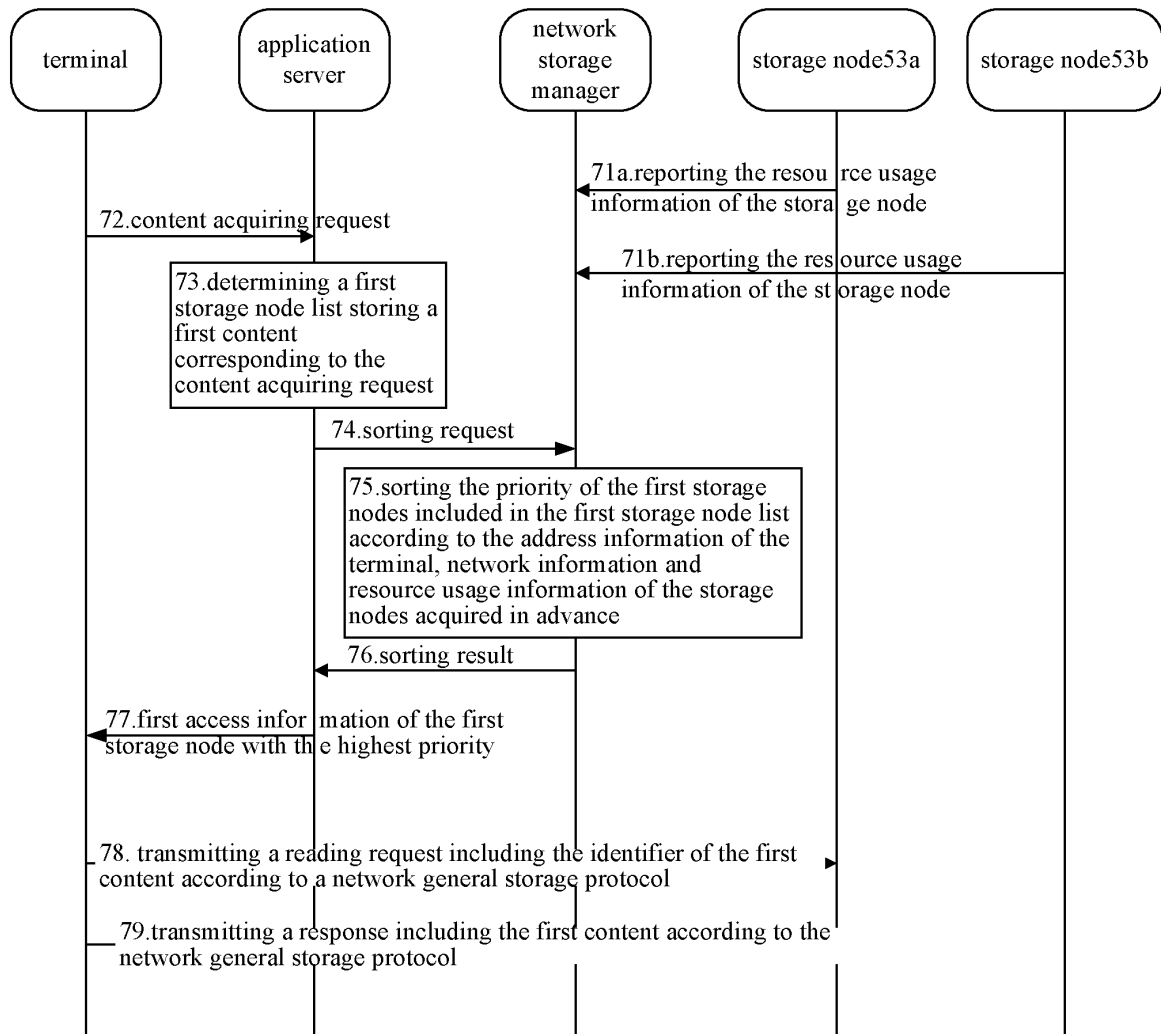 terminal
application
server
network
storage
manager
storage node53a
storage node53b
71a.reporting the resource usage
information of the storage node
72.content acquiring request
71b.reporting the resource usage
information of the storage node
73.determining a first
storage node list storing a
first content
corresponding to the
content acquiring request
74.sorting request
75.sorting the priority of the first storage
nodes included in the first storage node list
according to the address information of the
terminal, network information and
resource usage information of the storage
nodes acquired in advance
76.sorting result
77.first access information of the first
storage node with the highest priority
78. transmitting a reading request including the identifier of the first
content according to a network general storage protocol
79.transmitting a response including the first content according to the
network general storage protocol